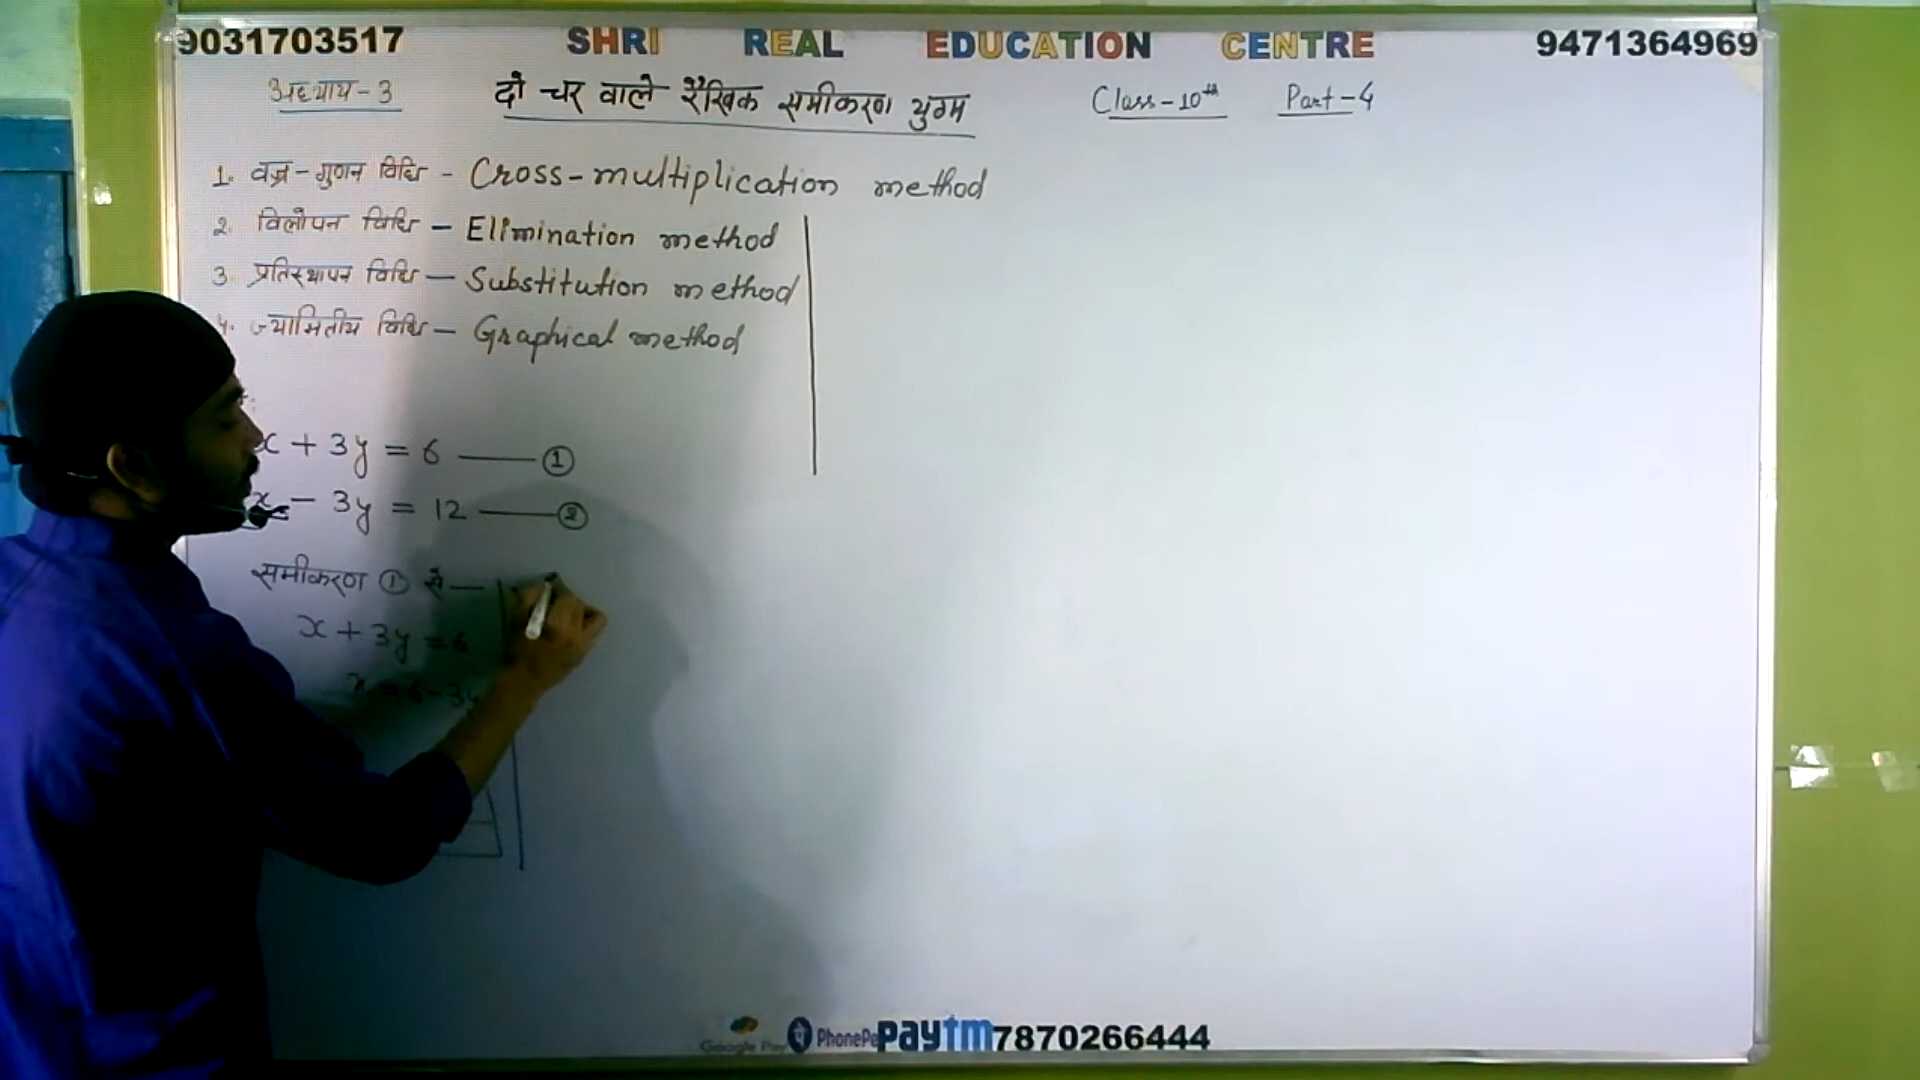 9031703517 SHRI REAL EDUCATION CENTRE 9471364969
अध्याय-3 दो चर वाले रैखिक समीकरण युग्म Class-10th Part-4
1. वज्र-गुणन विधि - Cross-multiplication method
2. विलोपन विधि — Elimination method
3. प्रतिस्थापन विधि — Substitution method
4. ज्यामितीय विधि — Graphical method
x + 3y = 6 —— ①
x - 3y = 12 —— ②
समीकरण ① से —
x + 3y = 6
x = 6 - 3y
Google Pay PhonePe paytm 7870266444